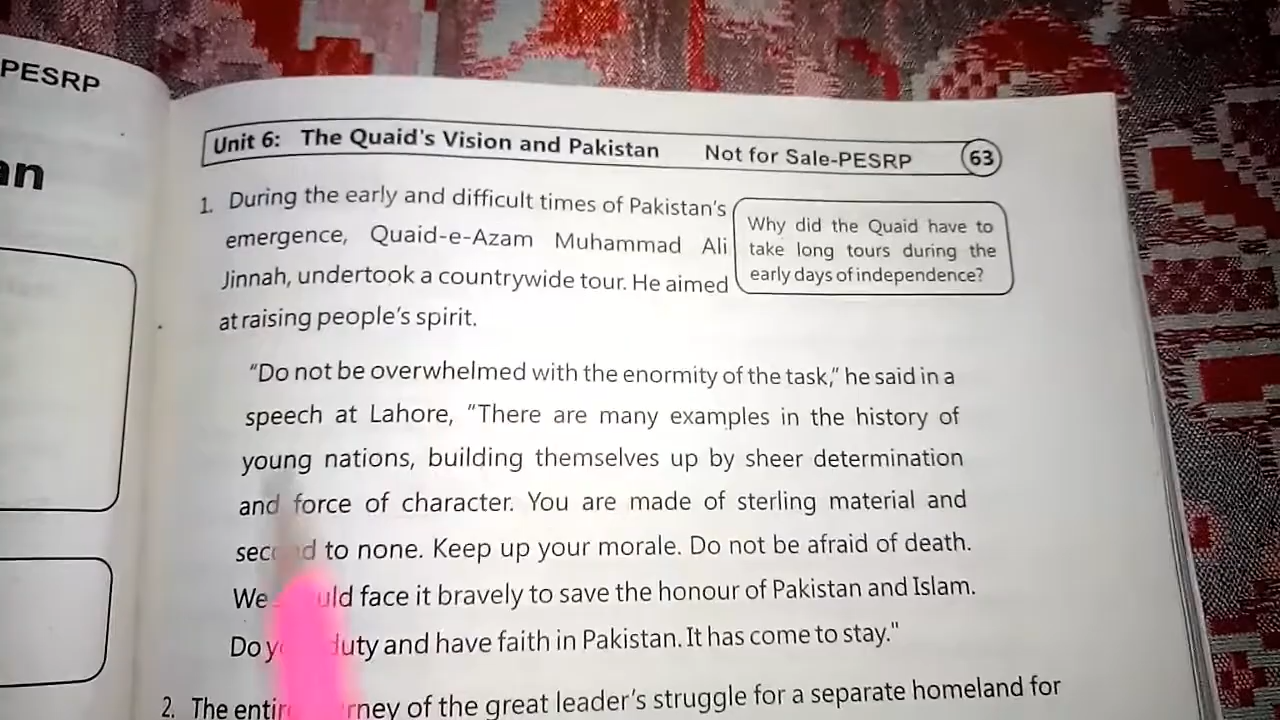 PESRP
an
Unit 6: The Quaid's Vision and Pakistan Not for Sale-PESRP 63
1. During the early and difficult times of Pakistan's
emergence, Quaid-e-Azam Muhammad Ali
Jinnah, undertook a countrywide tour. He aimed
at raising people's spirit.
Why did the Quaid have to
take long tours during the
early days of independence?
"Do not be overwhelmed with the enormity of the task," he said in a
speech at Lahore, "There are many examples in the history of
young nations, building themselves up by sheer determination
and force of character. You are made of sterling material and
second to none. Keep up your morale. Do not be afraid of death.
We should face it bravely to save the honour of Pakistan and Islam.
Do your duty and have faith in Pakistan. It has come to stay."
2. The entire journey of the great leader's struggle for a separate homeland for